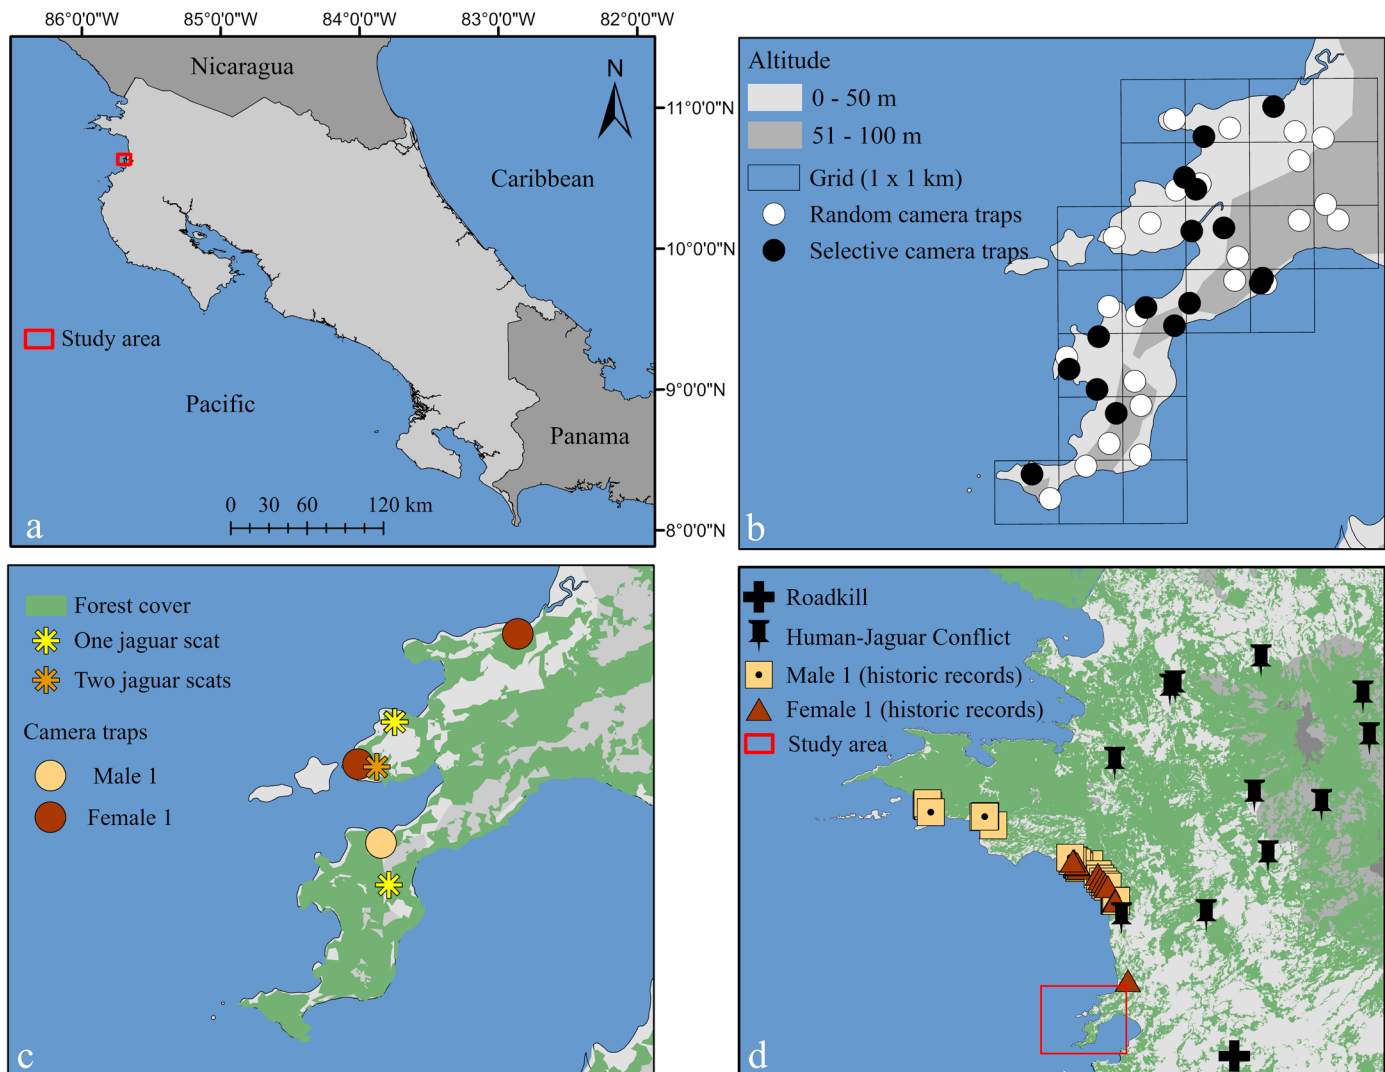 86°0'0"W 85°0'0"W 84°0'0"W 83°0'0"W 82°0'0"W
Nicaragua
N
11°0'0"N
Caribbean
10°0'0"N
Study area
Pacific
9°0'0"N
Panama
0 30 60 120 km
8°0'0"N
a
Altitude
0 - 50 m
51 - 100 m
Grid (1 x 1 km)
Random camera traps
Selective camera traps
b
Forest cover
One jaguar scat
Two jaguar scats
Camera traps
Male 1
Female 1
c
Roadkill
Human-Jaguar Conflict
Male 1 (historic records)
Female 1 (historic records)
Study area
d